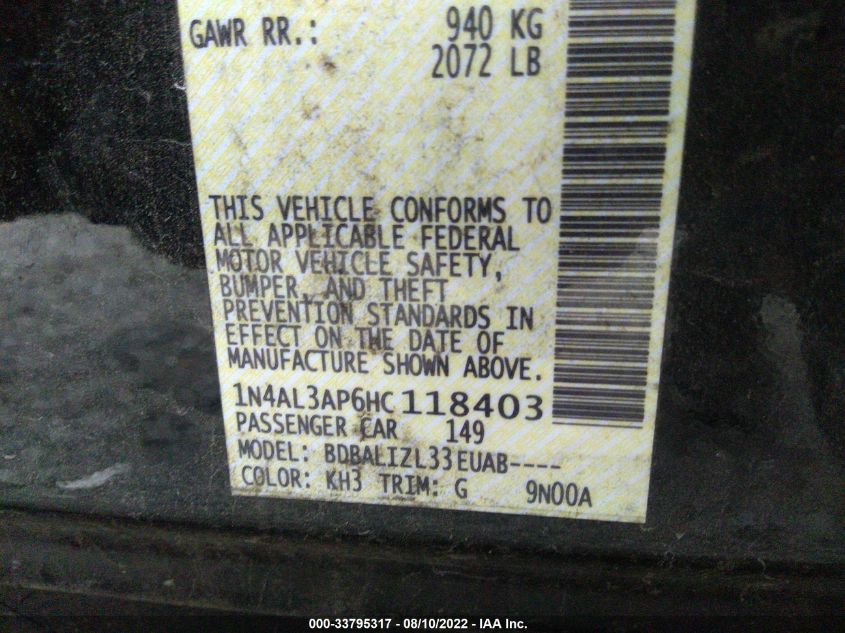 GAWR RR.: 940 KG
2072 LB
THIS VEHICLE CONFORMS TO
ALL APPLICABLE FEDERAL
MOTOR VEHICLE SAFETY,
BUMPER, AND THEFT
PREVENTION STANDARDS IN
EFFECT ON THE DATE OF
MANUFACTURE SHOWN ABOVE.
1N4AL3AP6HC118403
PASSENGER CAR 149
MODEL: BDBALIZL33EUAB----
COLOR: KH3 TRIM: G 9N00A
000-33795317 - 08/10/2022 - IAA Inc.